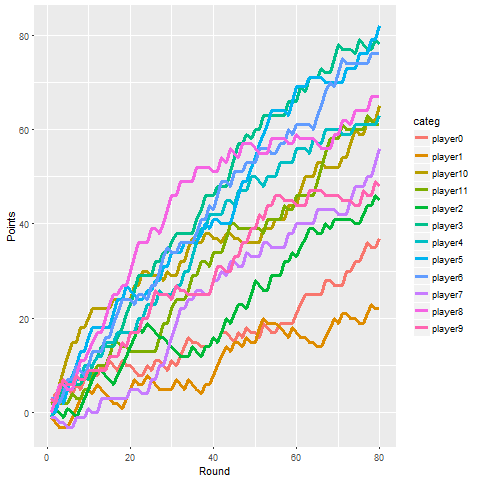 80
60
40
20
0
Points
0
20
40
60
80
Round
categ
player0
player1
player10
player11
player2
player3
player4
player5
player6
player7
player8
player9